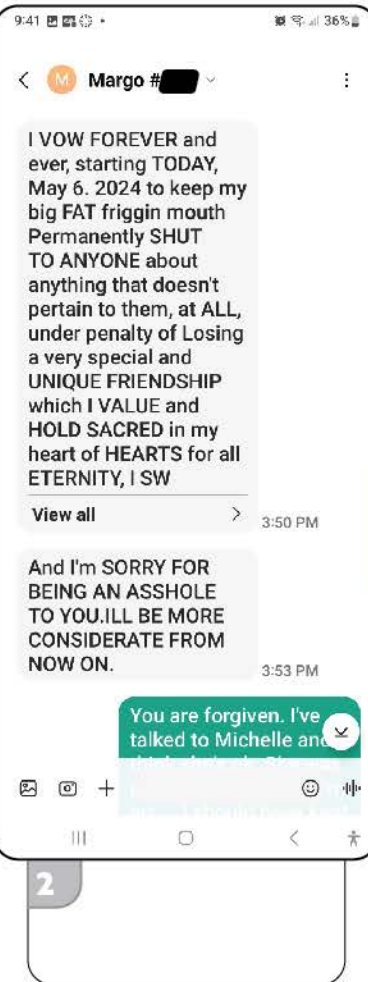 9:41
36%
M Margo #
I VOW FOREVER and
ever, starting TODAY,
May 6. 2024 to keep my
big FAT friggin mouth
Permanently SHUT
TO ANYONE about
anything that doesn't
pertain to them, at ALL,
under penalty of Losing
a very special and
UNIQUE FRIENDSHIP
which I VALUE and
HOLD SACRED in my
heart of HEARTS for all
ETERNITY, I SW
View all >
3:50 PM
And I'm SORRY FOR
BEING AN ASSHOLE
TO YOU.ILL BE MORE
CONSIDERATE FROM
NOW ON.
3:53 PM
You are forgiven. I've
talked to Michelle and
2